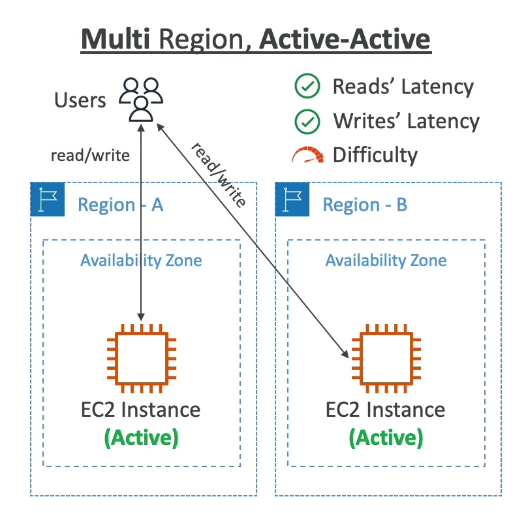 Multi Region, Active-Active
Users
Reads’ Latency
Writes’ Latency
Difficulty
read/write
read/write
Region - A
Region - B
Availability Zone
Availability Zone
EC2 Instance
(Active)
EC2 Instance
(Active)